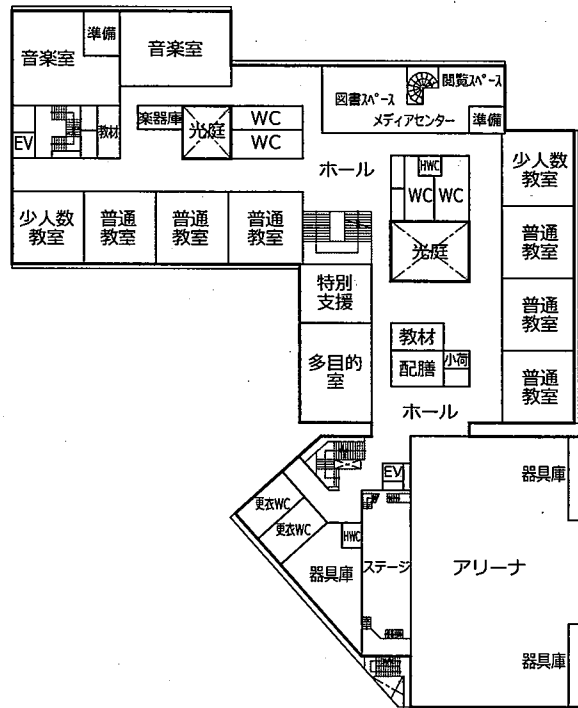 準備
音楽室
音楽室
閲覧スペース
図書スペース
メディアセンター
準備
楽器庫
教材
EV
光庭
WC
WC
ホール
HWC
WC
WC
少人数
教室
少人数
教室
普通
教室
普通
教室
普通
教室
普通
教室
光庭
特別
支援
普通
教室
教材
配膳
小荷
多目的
室
普通
教室
ホール
EV
器具庫
更衣WC
更衣WC
HWC
器具庫
ステージ
アリーナ
器具庫